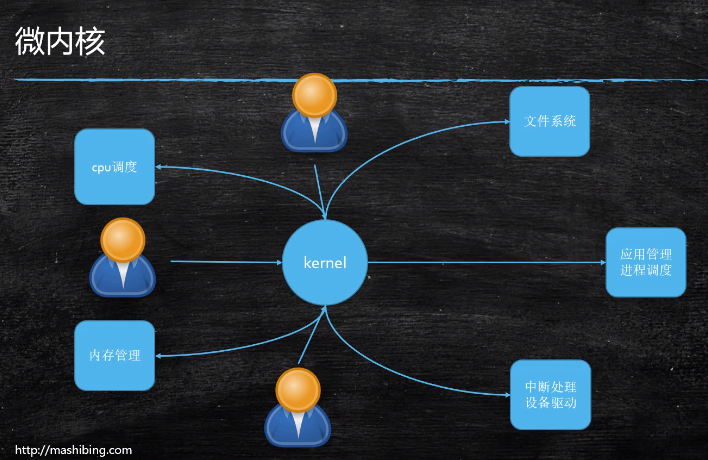 微内核
文件系统
cpu调度
kernel
应用管理
进程调度
内存管理
中断处理
设备驱动
http://mashibing.com